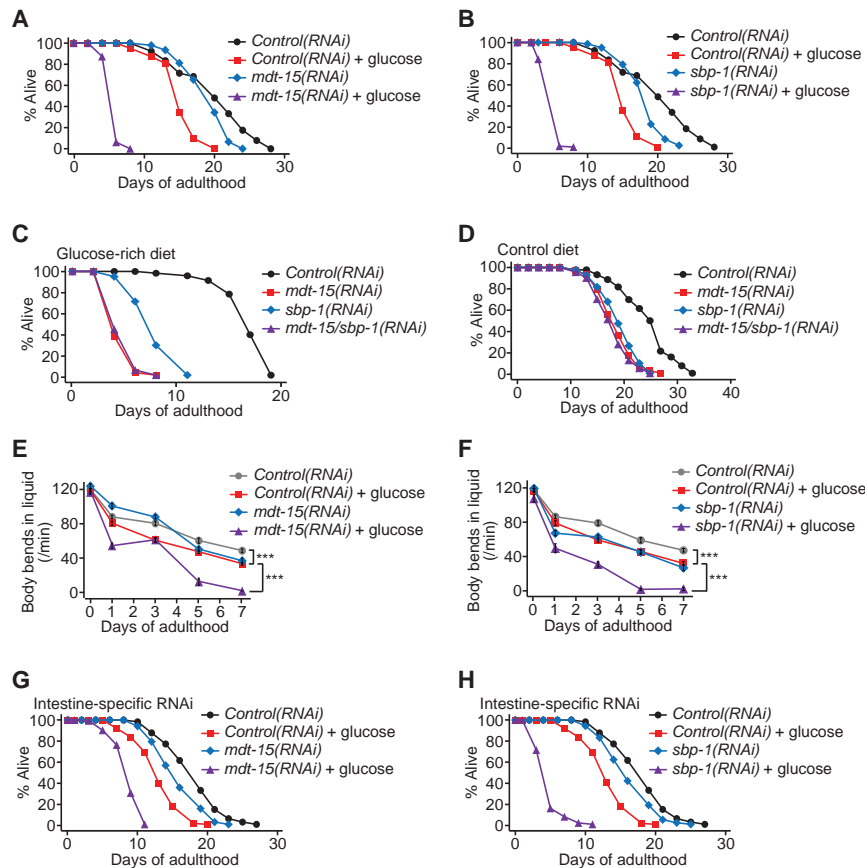 A
Control(RNAi)
Control(RNAi) + glucose
mdt-15(RNAi)
mdt-15(RNAi) + glucose
% Alive
100
80
60
40
20
0
0 10 20 30
Days of adulthood
B
Control(RNAi)
Control(RNAi) + glucose
sbp-1(RNAi)
sbp-1(RNAi) + glucose
% Alive
100
80
60
40
20
0
0 10 20 30
Days of adulthood
C
Glucose-rich diet
Control(RNAi)
mdt-15(RNAi)
sbp-1(RNAi)
mdt-15/sbp-1(RNAi)
% Alive
100
80
60
40
20
0
0 10 20
Days of adulthood
D
Control diet
Control(RNAi)
mdt-15(RNAi)
sbp-1(RNAi)
mdt-15/sbp-1(RNAi)
% Alive
100
80
60
40
20
0
0 10 20 30 40
Days of adulthood
E
Control(RNAi)
Control(RNAi) + glucose
mdt-15(RNAi)
mdt-15(RNAi) + glucose
Body bends in liquid
(/min)
120
80
40
0
***
***
0 1 2 3 4 5 6 7
Days of adulthood
F
Control(RNAi)
Control(RNAi) + glucose
sbp-1(RNAi)
sbp-1(RNAi) + glucose
Body bends in liquid
(/min)
120
80
40
0
***
***
0 1 2 3 4 5 6 7
Days of adulthood
G
Intestine-specific RNAi
Control(RNAi)
Control(RNAi) + glucose
mdt-15(RNAi)
mdt-15(RNAi) + glucose
% Alive
100
80
60
40
20
0
0 10 20 30
Days of adulthood
H
Intestine-specific RNAi
Control(RNAi)
Control(RNAi) + glucose
sbp-1(RNAi)
sbp-1(RNAi) + glucose
% Alive
100
80
60
40
20
0
0 10 20 30
Days of adulthood